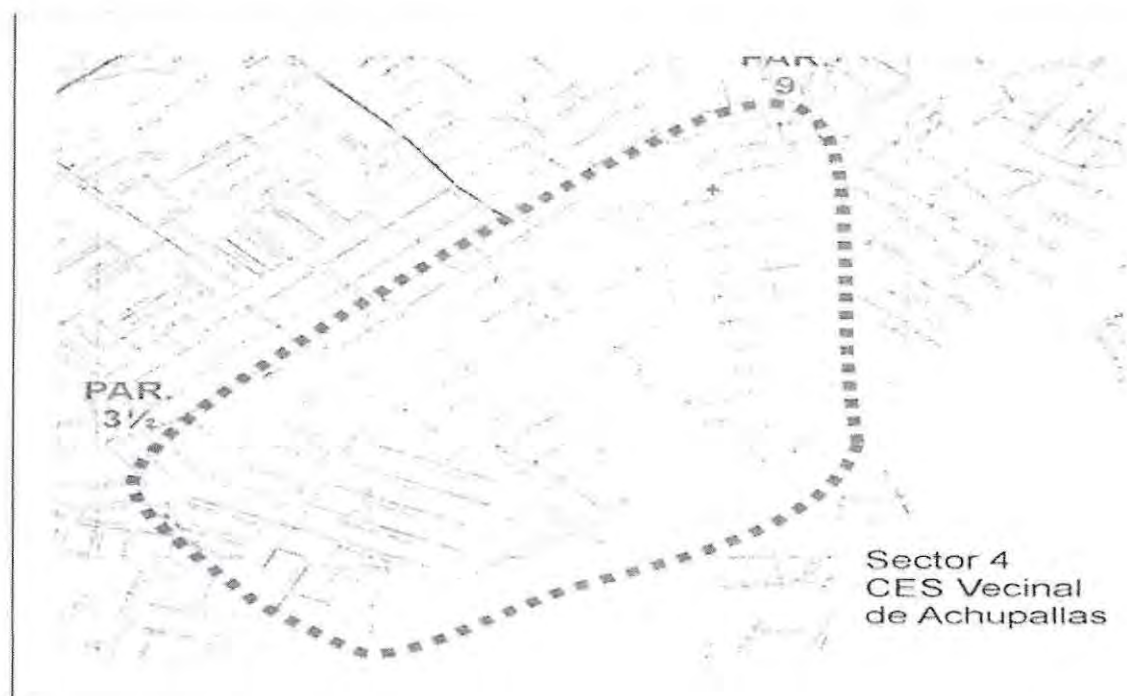 PAR.
9
PAR.
3½
Sector 4
CES Vecinal
de Achupallas